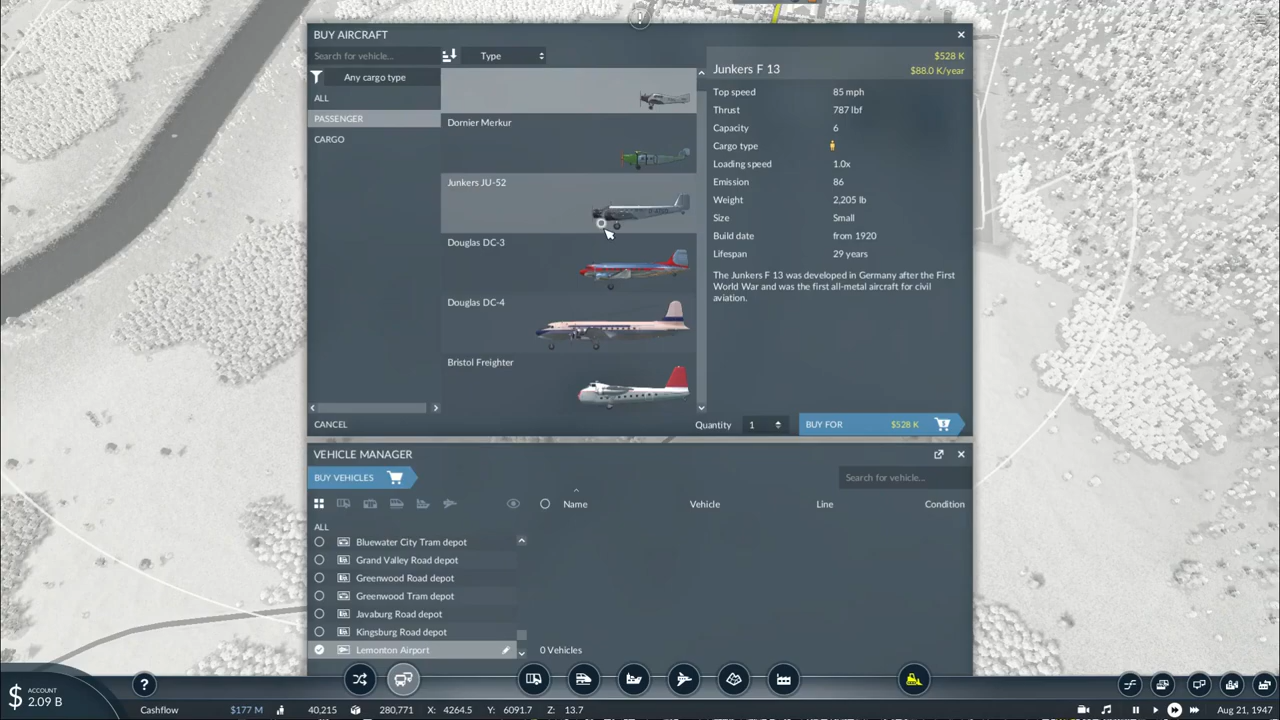 BUY AIRCRAFT
Search for vehicle...
Type
Any cargo type
ALL
PASSENGER
CARGO
Dornier Merkur
Junkers JU-52
Douglas DC-3
Douglas DC-4
Bristol Freighter
$528 K
Junkers F 13
$88.0 K/year
Top speed 85 mph
Thrust 787 lbf
Capacity 6
Cargo type
Loading speed 1.0x
Emission 86
Weight 2,205 lb
Size Small
Build date from 1920
Lifespan 29 years
The Junkers F 13 was developed in Germany after the First
World War and was the first all-metal aircraft for civil
aviation.
CANCEL
Quantity 1
BUY FOR $528 K
VEHICLE MANAGER
BUY VEHICLES
Search for vehicle...
Name Vehicle Line Condition
ALL
Bluewater City Tram depot
Grand Valley Road depot
Greenwood Road depot
Greenwood Tram depot
Javaburg Road depot
Kingsburg Road depot
Lemonton Airport
0 Vehicles
$ ACCOUNT
2.09 B
?
Cashflow $177 M 40,215 280,771 X: 4264.5 Y: 6091.7 Z: 13.7 Aug 21, 1947